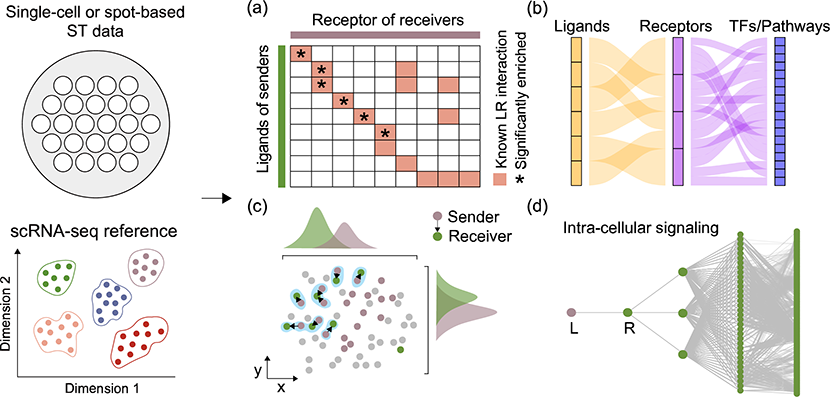 Single-cell or spot-based
ST data
scRNA-seq reference
Dimension 2
Dimension 1
(a)
Receptor of receivers
Ligands of senders
*
*
*
*
*
*
Known LR interaction
* Significantly enriched
(b)
Ligands
Receptors
TFs/Pathways
(c)
Sender
Receiver
y
x
(d)
Intra-cellular signaling
L
R